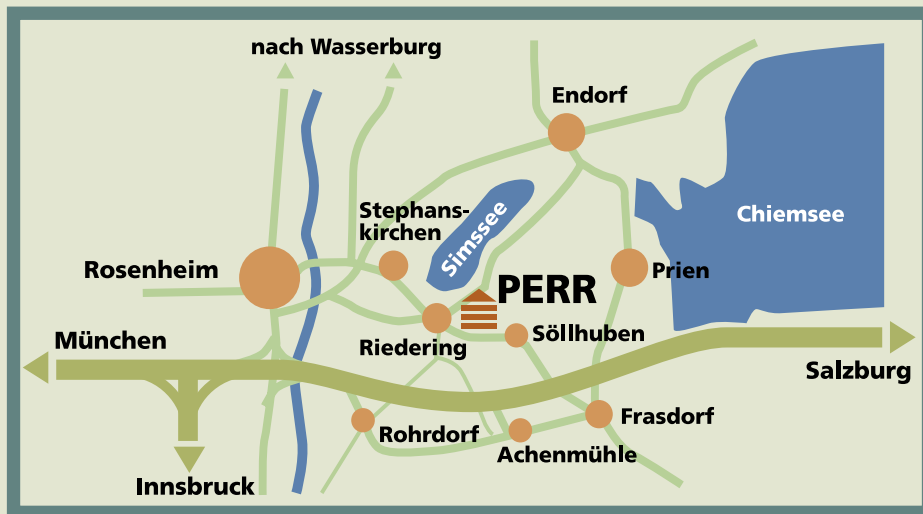 nach Wasserburg
Endorf
Stephans-
kirchen
Simssee
Chiemsee
Rosenheim
PERR
Prien
München
Riedering
Söllhuben
Salzburg
Rohrdorf
Frasdorf
Achenmühle
Innsbruck